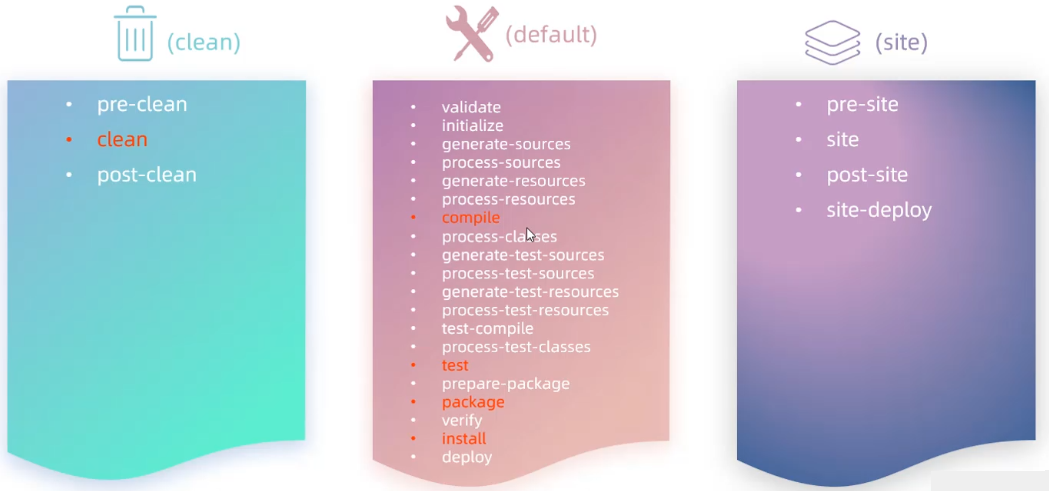 (clean)
pre-clean
clean
post-clean
(default)
validate
initialize
generate-sources
process-sources
generate-resources
process-resources
compile
process-classes
generate-test-sources
process-test-sources
generate-test-resources
process-test-resources
test-compile
process-test-classes
test
prepare-package
package
verify
install
deploy
(site)
pre-site
site
post-site
site-deploy